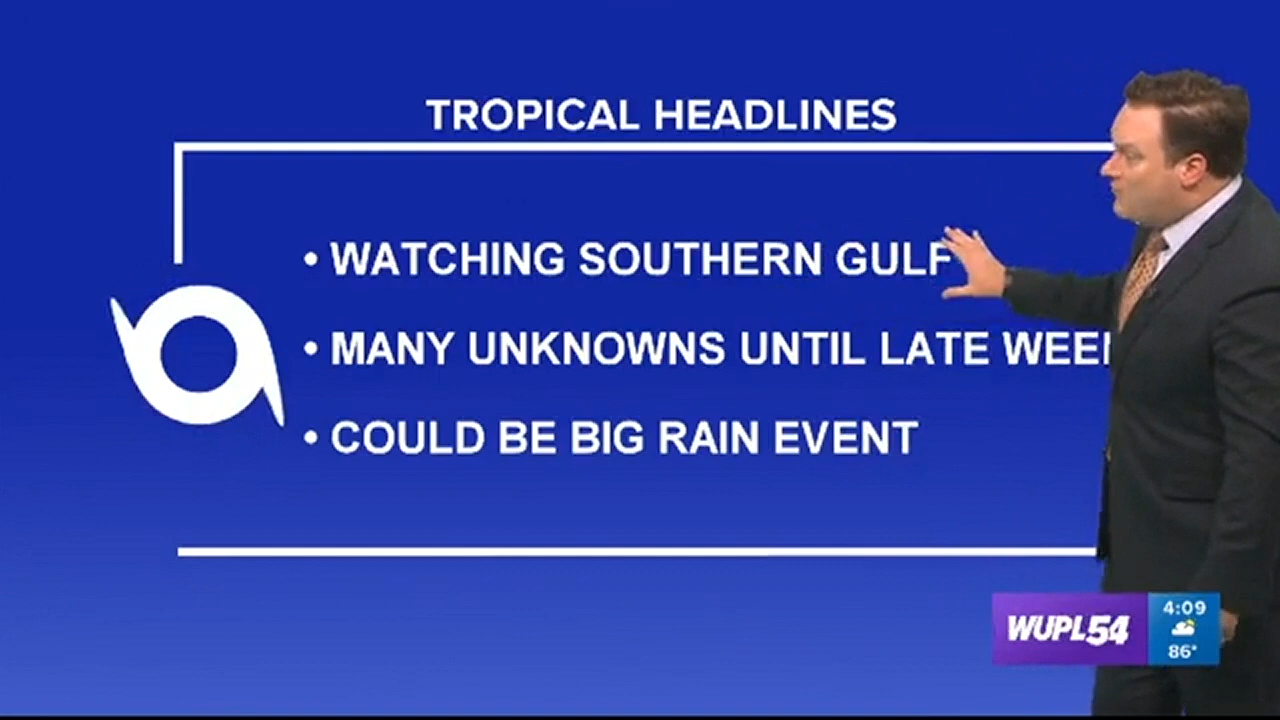 TROPICAL HEADLINES
• WATCHING SOUTHERN GULF
• MANY UNKNOWNS UNTIL LATE
• COULD BE BIG RAIN EVENT
WUPL54
4:09
86°